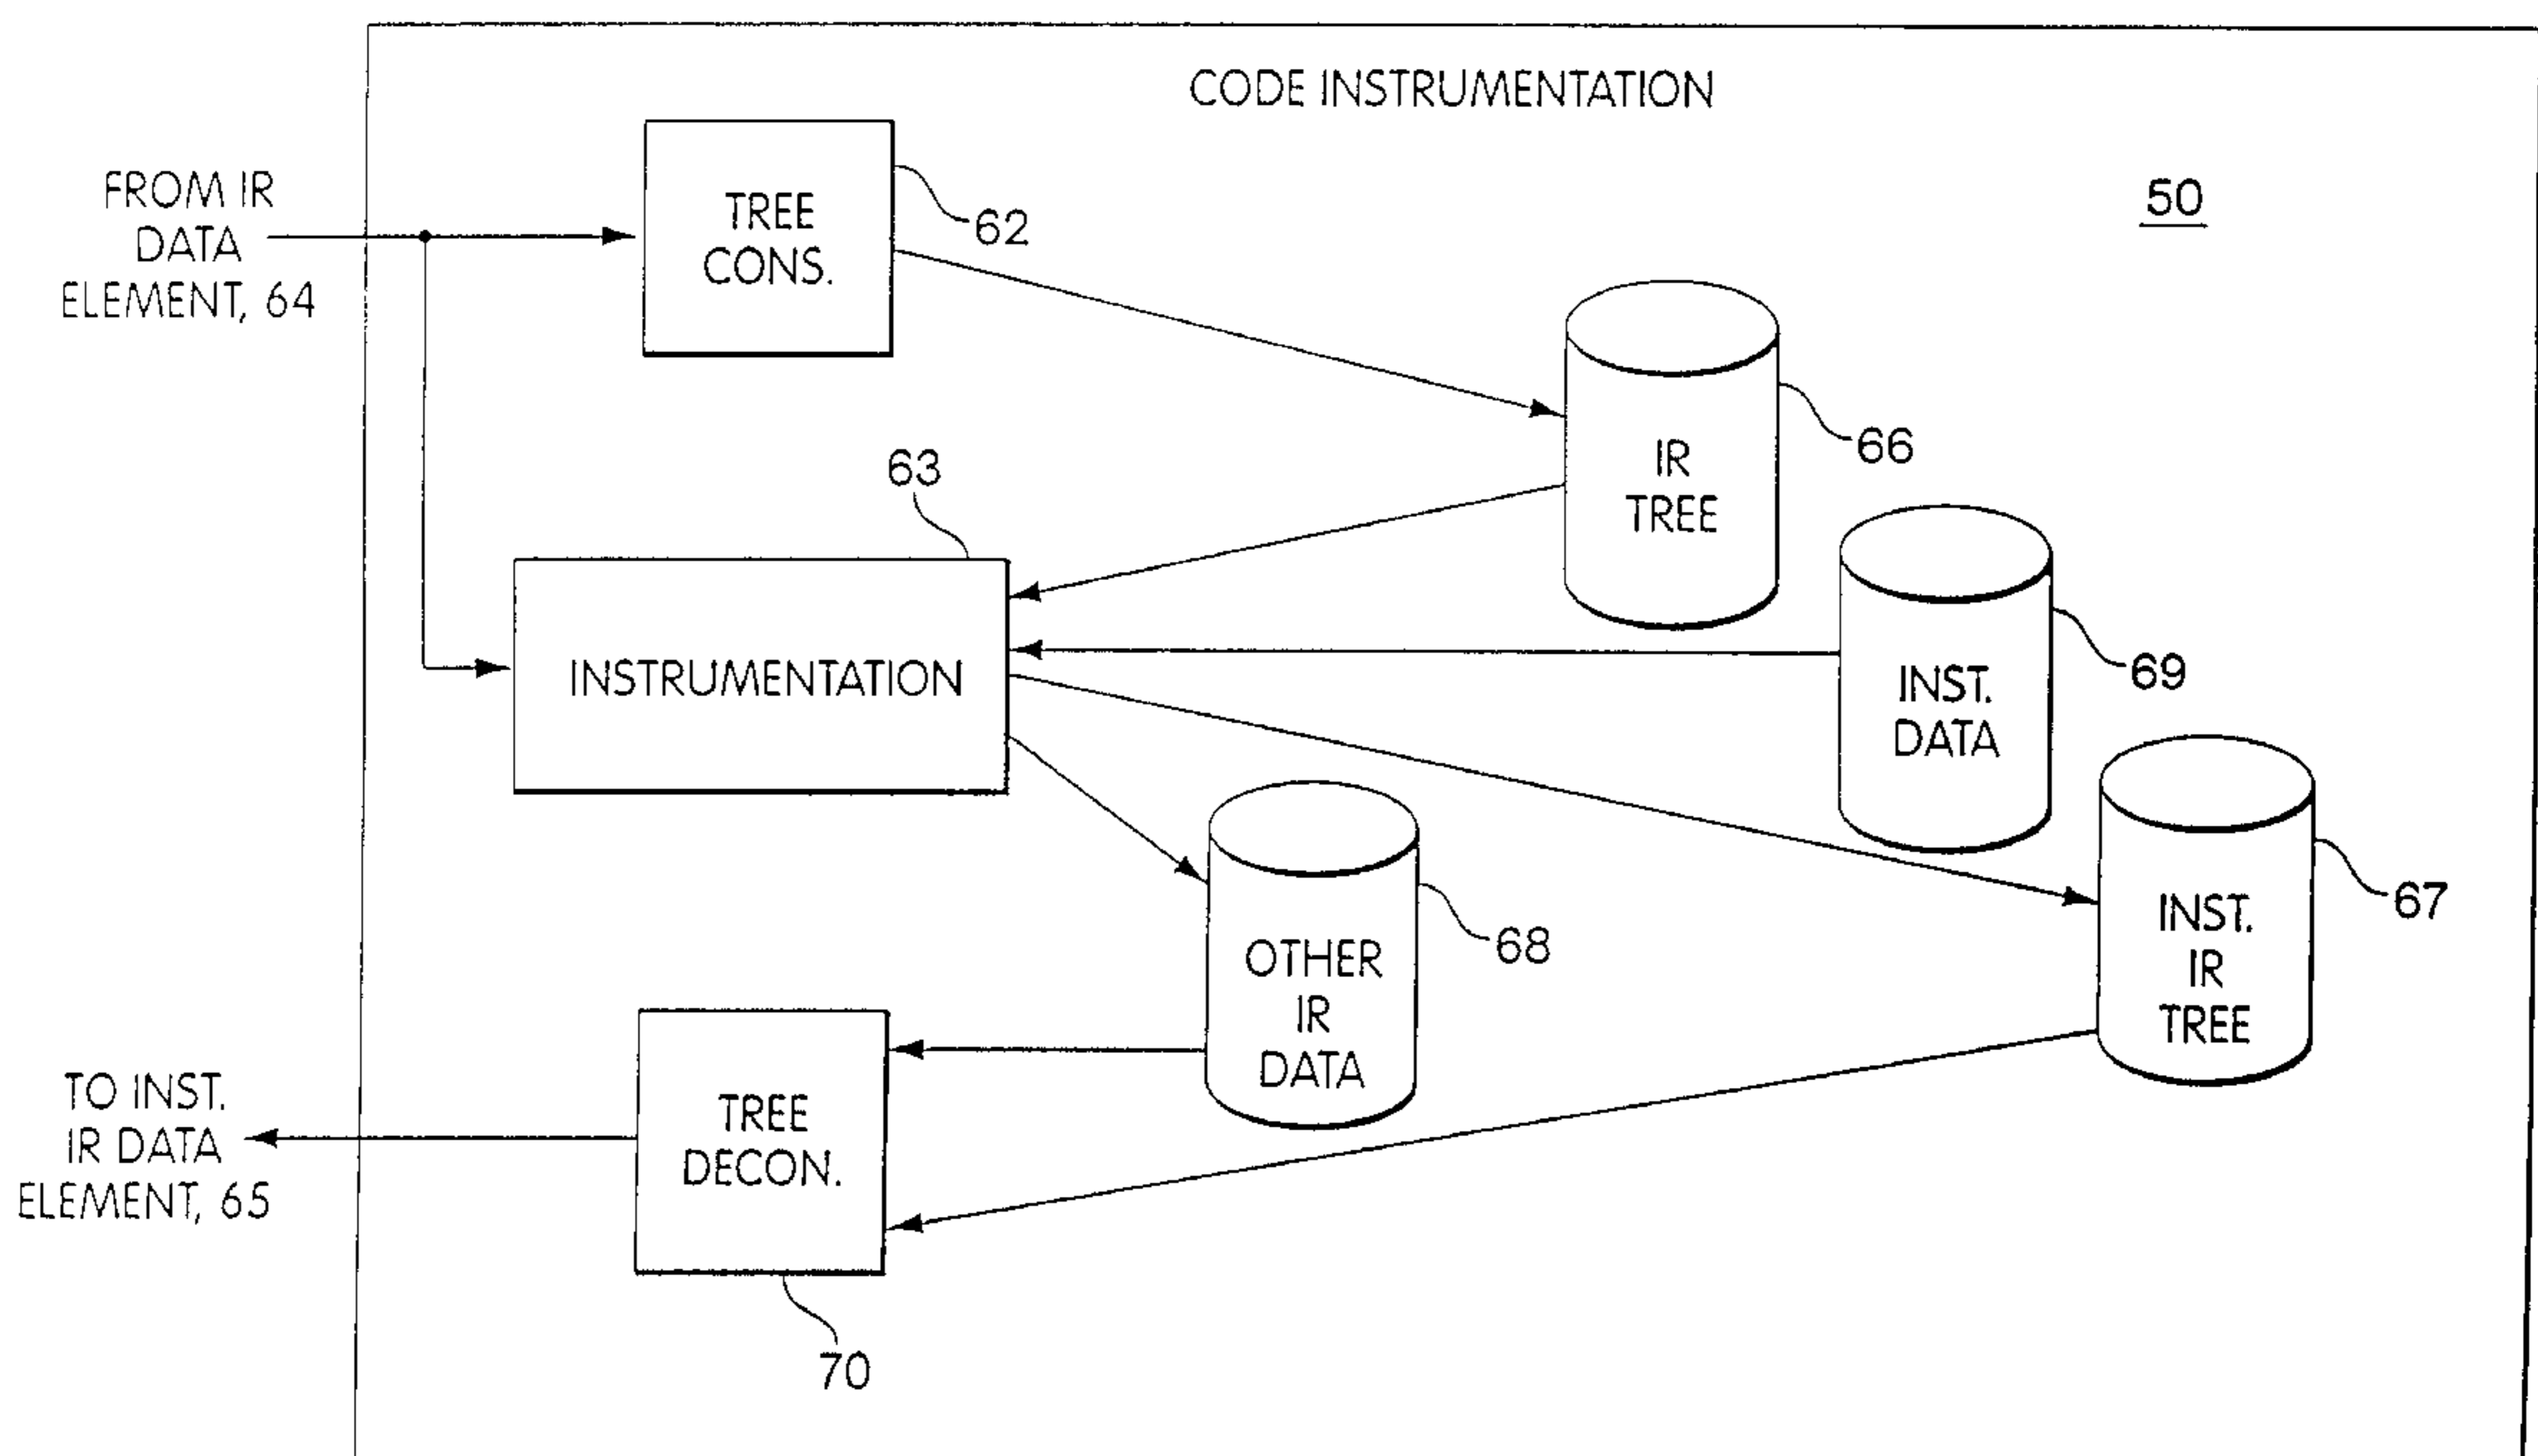 CODE INSTRUMENTATION
50
FROM IR
DATA
ELEMENT, 64
TREE
CONS.
62
IR
TREE
66
63
INSTRUMENTATION
INST.
DATA
69
INST.
IR
TREE
67
OTHER
IR
DATA
68
TO INST.
IR DATA
ELEMENT, 65
TREE
DECON.
70